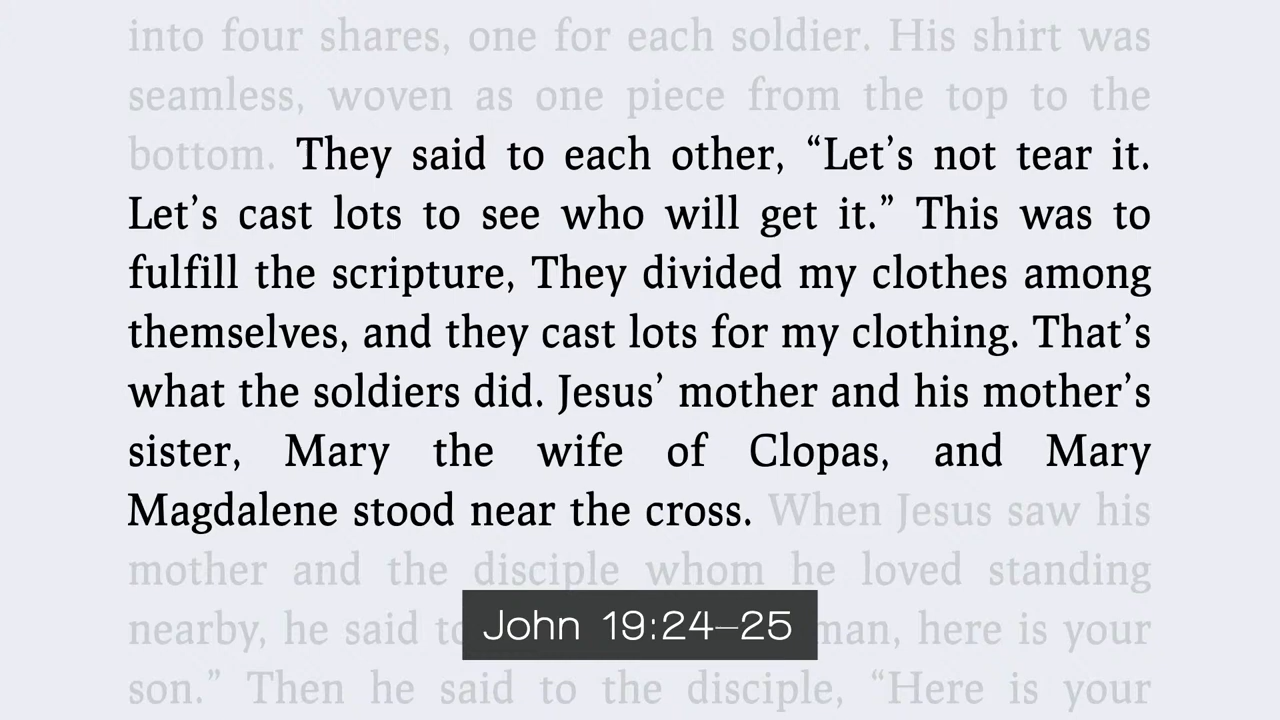 into four shares, one for each soldier. His shirt was
seamless, woven as one piece from the top to the
bottom. They said to each other, “Let’s not tear it.
Let’s cast lots to see who will get it.” This was to
fulfill the scripture, They divided my clothes among
themselves, and they cast lots for my clothing. That’s
what the soldiers did. Jesus’ mother and his mother’s
sister, Mary the wife of Clopas, and Mary
Magdalene stood near the cross. When Jesus saw his
mother and the disciple whom he loved standing
nearby, he said man, here is your
John 19:24–25
son.” Then he said to the disciple, “Here is your